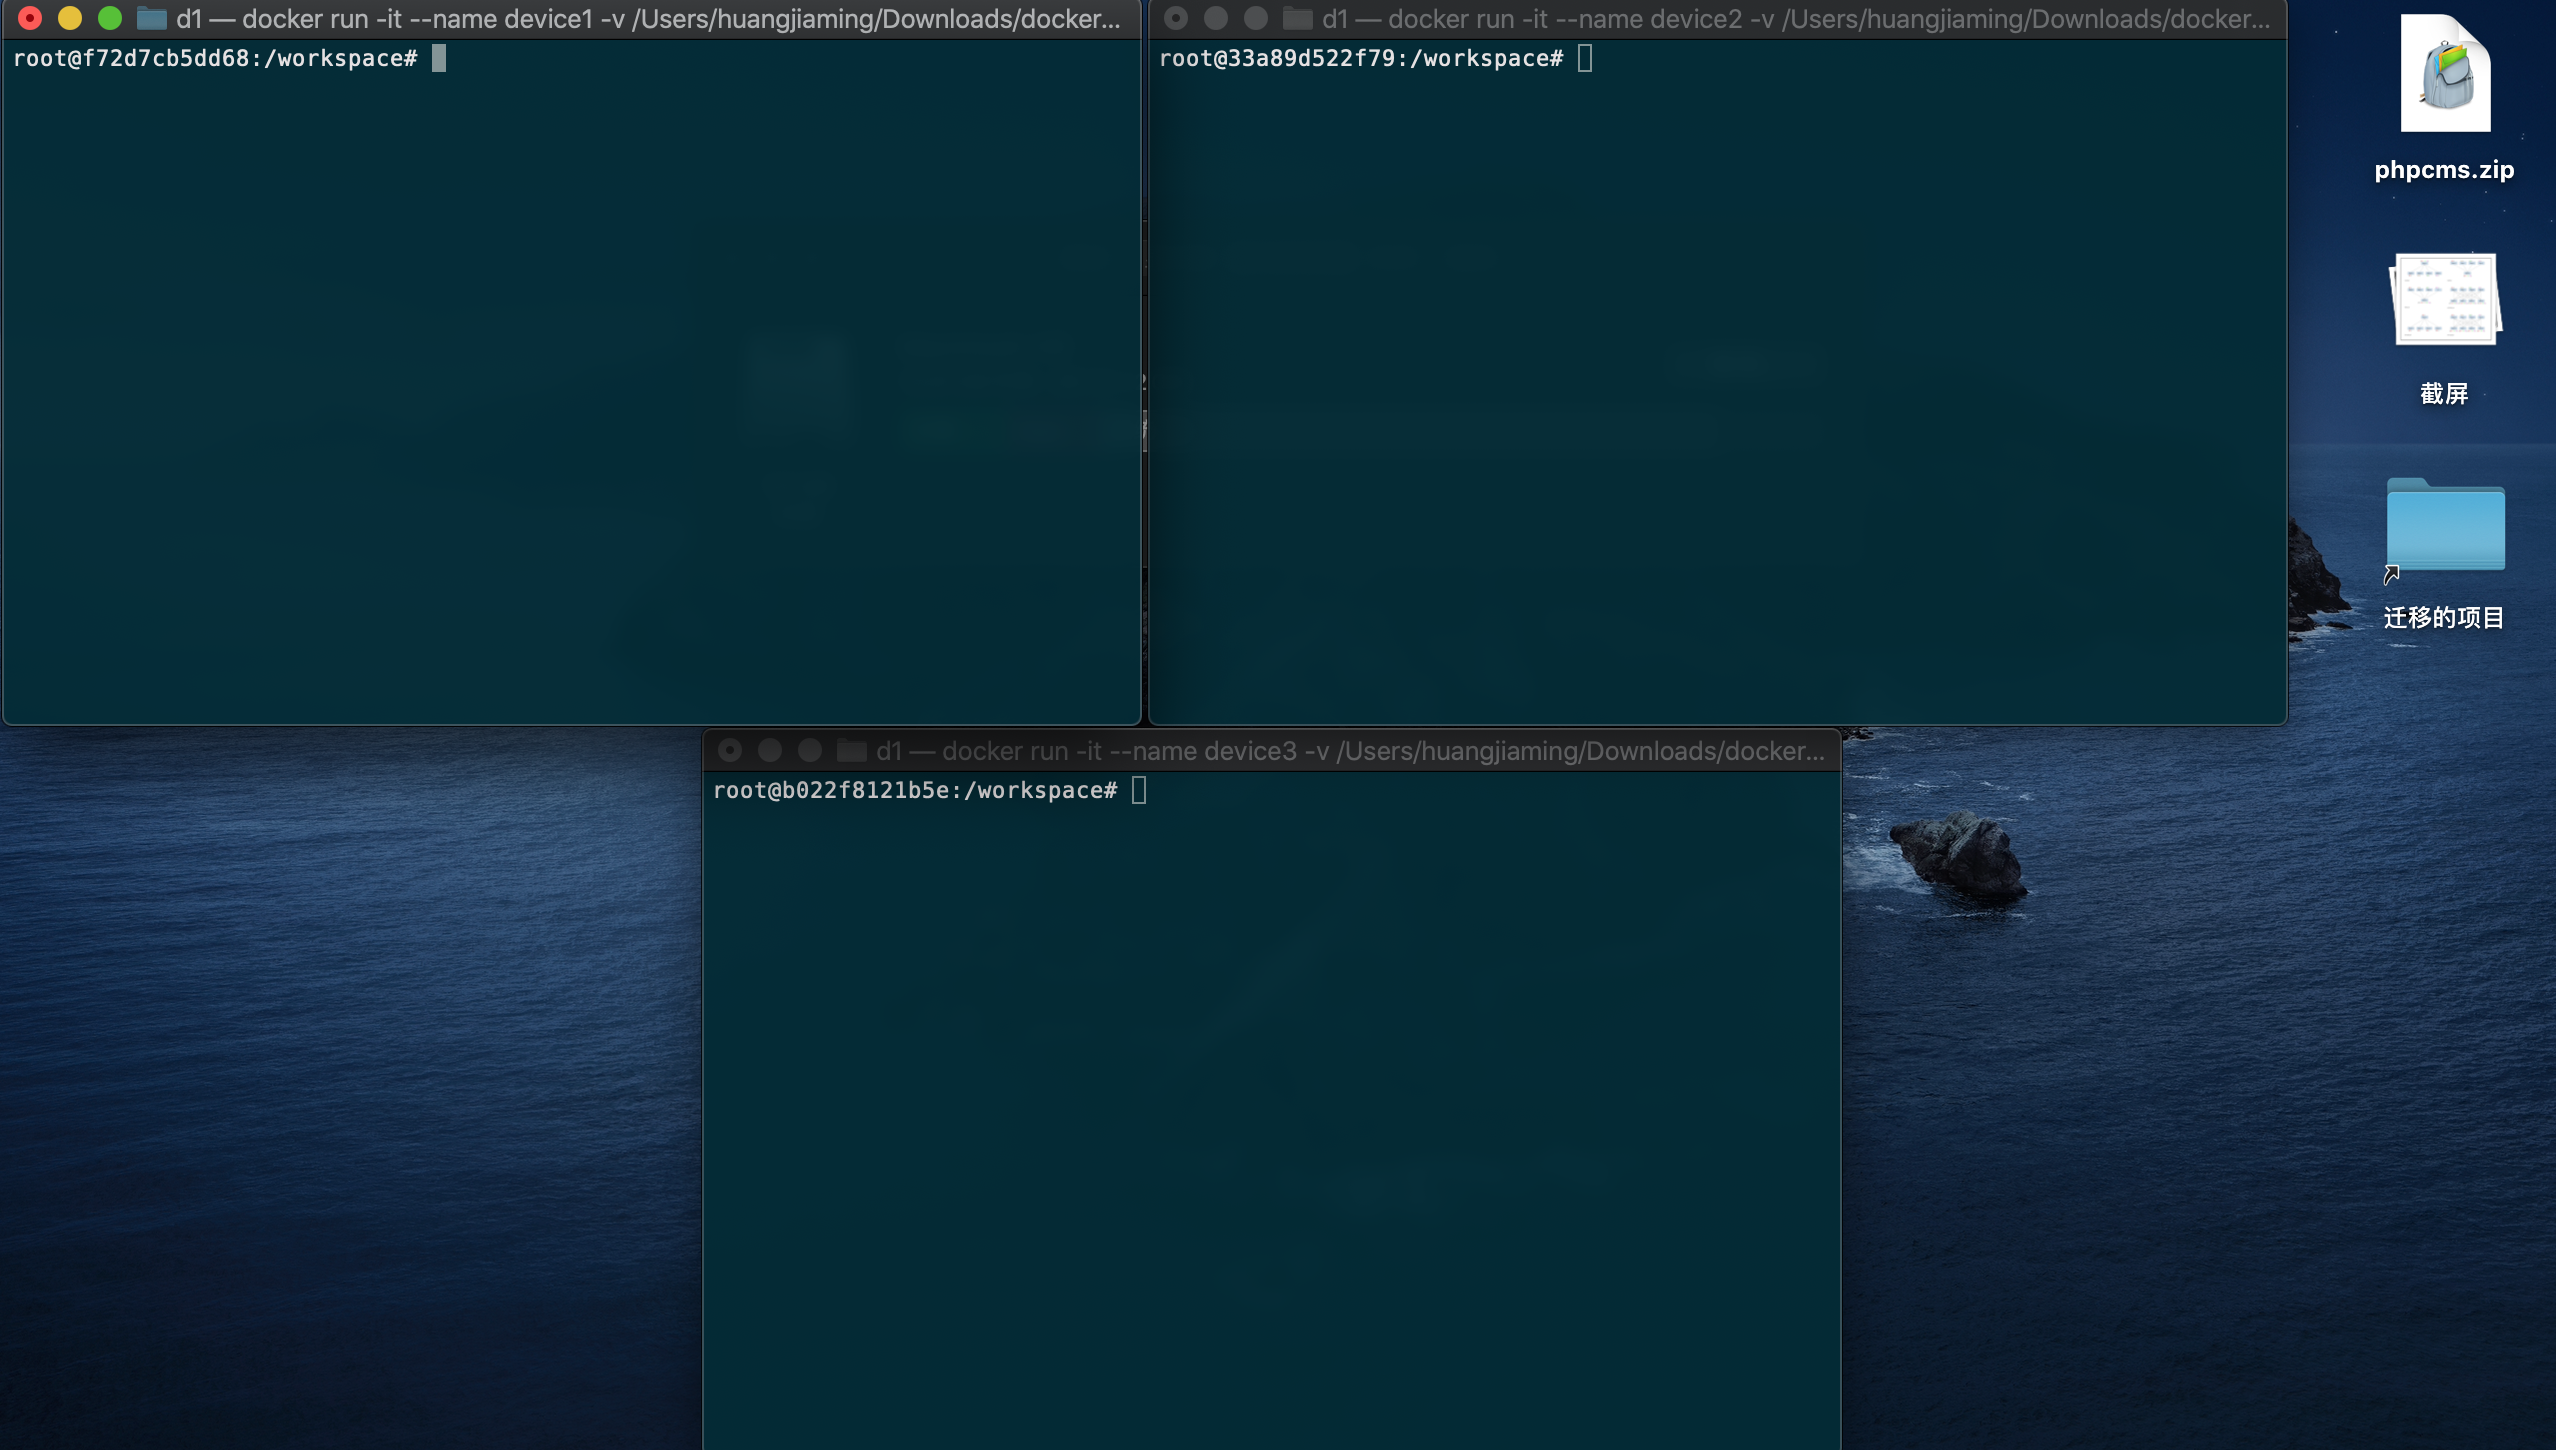 d1 — docker run -it --name device1 -v /Users/huangjiaming/Downloads/docker...
root@f72d7cb5dd68:/workspace#
d1 — docker run -it --name device2 -v /Users/huangjiaming/Downloads/docker...
root@33a89d522f79:/workspace#
d1 — docker run -it --name device3 -v /Users/huangjiaming/Downloads/docker...
root@b022f8121b5e:/workspace#
phpcms.zip
截屏
迁移的项目